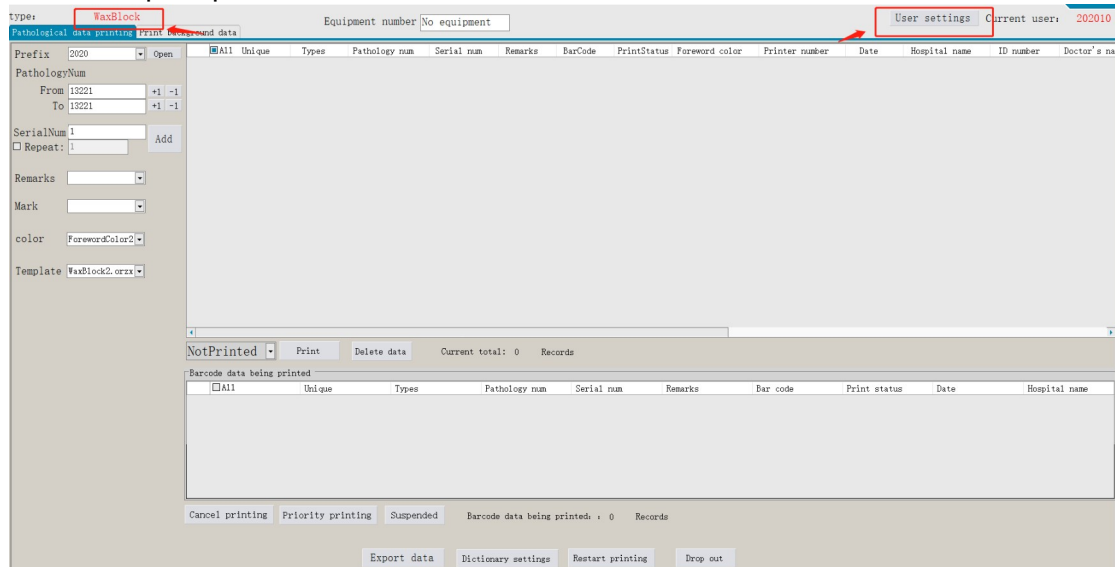 type: WaxBlock Equipment number No equipment User settings Current user: 202010
Pathological data printing Print background data
Prefix 2020 Open
All Unique Types Pathology num Serial num Remarks BarCode PrintStatus Foreword color Printer number Date Hospital name ID number Doctor's na
PathologyNum
From 13221 +1 -1
To 13221 +1 -1
SerialNum 1
Repeat: 1
Add
Remarks
Mark
color ForewordColor2
Template WaxBlock2.orzx
NotPrinted Print Delete data Current total: 0 Records
Barcode data being printed
All Unique Types Pathology num Serial num Remarks Bar code Print status Date Hospital name
Cancel printing Priority printing Suspended Barcode data being printed: : 0 Records
Export data Dictionary settings Restart printing Drop out